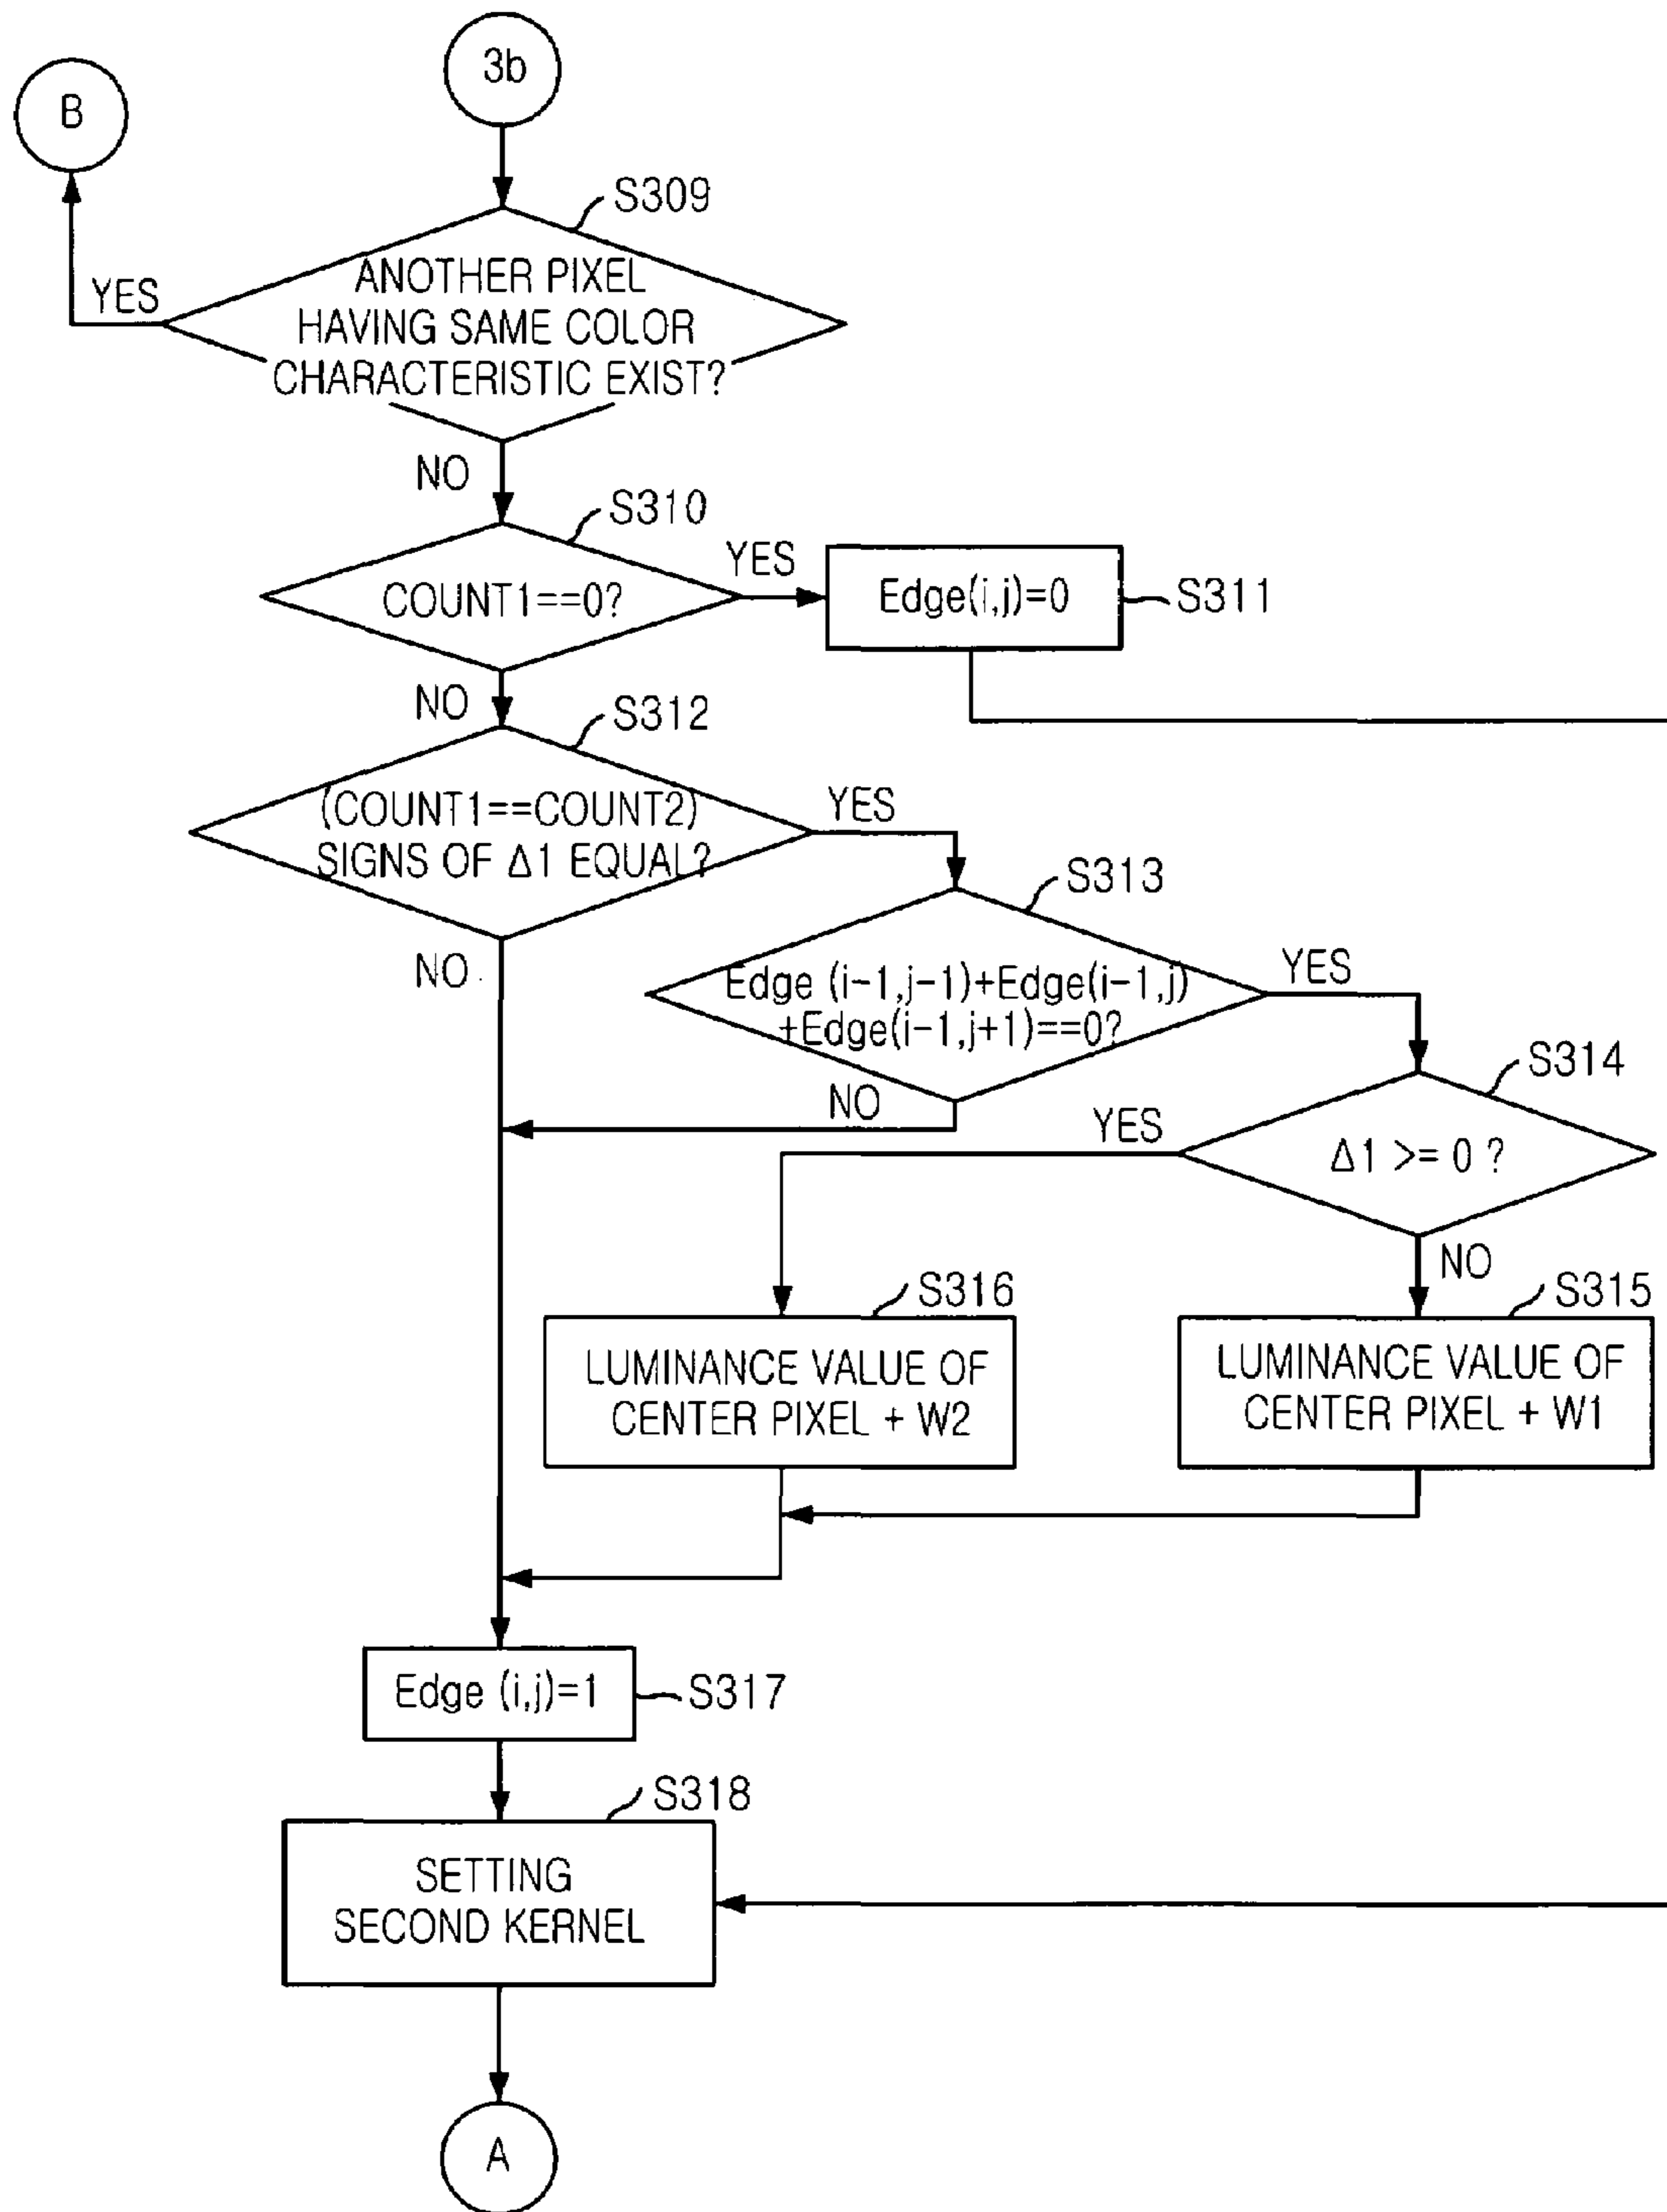 3b
B
S309
YES
ANOTHER PIXEL
HAVING SAME COLOR
CHARACTERISTIC EXIST?
NO
S310
YES
COUNT1==0?
Edge(i,j)=0
S311
NO
S312
(COUNT1==COUNT2)
SIGNS OF Δ1 EQUAL?
YES
S313
NO
Edge (i-1,j-1)+Edge(i-1,j)
+Edge(i-1,j+1)==0?
YES
S314
NO
YES
Δ1 >= 0 ?
NO
S316
S315
LUMINANCE VALUE OF
CENTER PIXEL + W2
LUMINANCE VALUE OF
CENTER PIXEL + W1
Edge (i,j)=1
S317
S318
SETTING
SECOND KERNEL
A